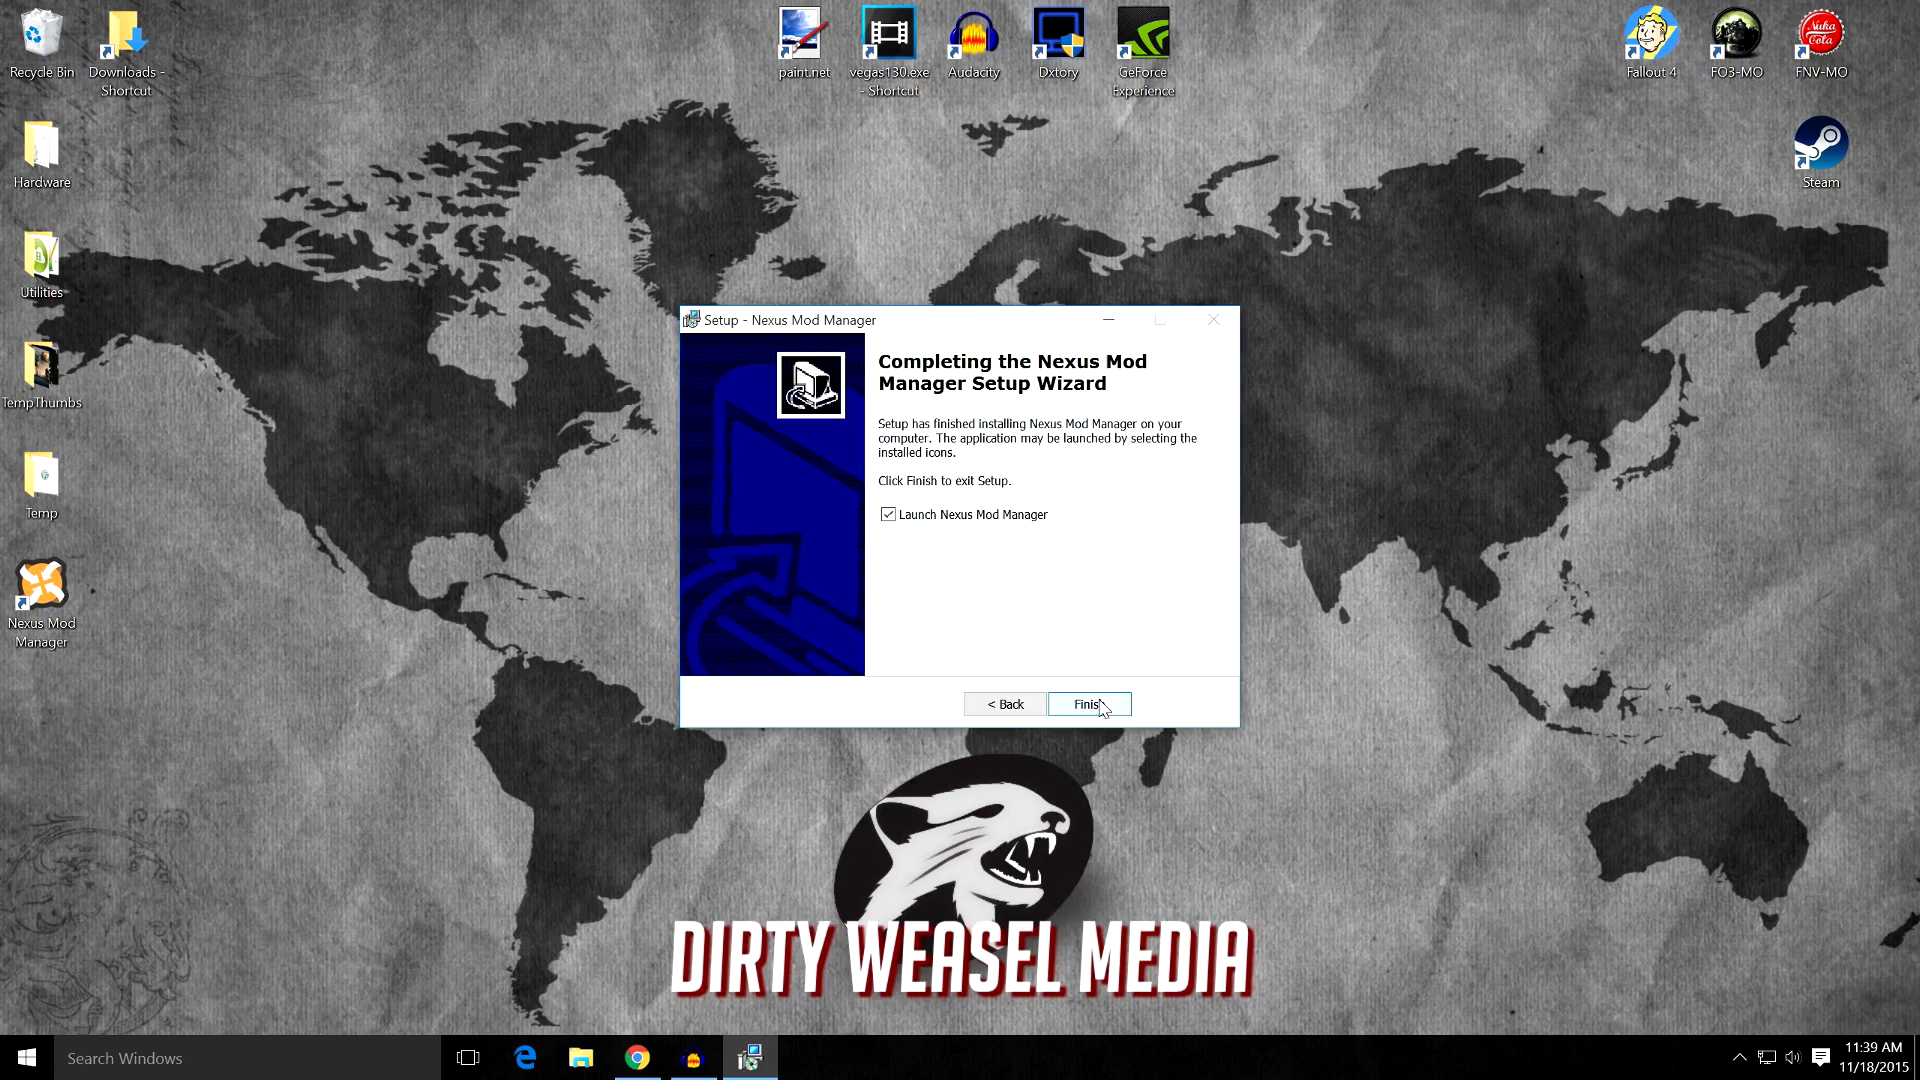 Recycle Bin
Downloads -
Shortcut
Hardware
Utilities
TempThumbs
Temp
Nexus Mod
Manager
paint.net
vegas130.exe
- Shortcut
Audacity
Dxtory
GeForce
Experience
Fallout 4
FO3-MO
Nuka
Cola
FNV-MO
Steam
Setup - Nexus Mod Manager
Completing the Nexus Mod
Manager Setup Wizard
Setup has finished installing Nexus Mod Manager on your
computer. The application may be launched by selecting the
installed icons.
Click Finish to exit Setup.
Launch Nexus Mod Manager
< Back
Finis
DIRTY WEASEL MEDIA
Search Windows
11:39 AM
11/18/2015